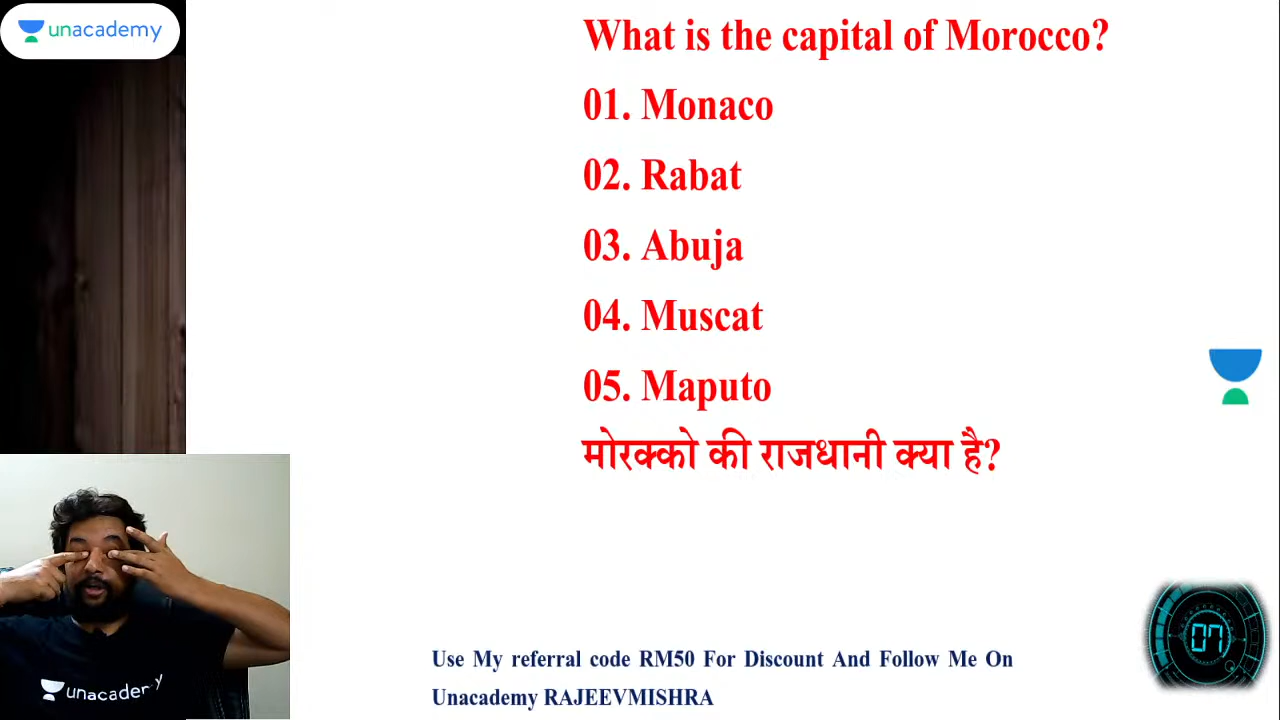 unacademy
What is the capital of Morocco?
01. Monaco
02. Rabat
03. Abuja
04. Muscat
05. Maputo
मोरक्को की राजधानी क्या है?
07
unacademy
Use My referral code RM50 For Discount And Follow Me On
Unacademy RAJEEVMISHRA